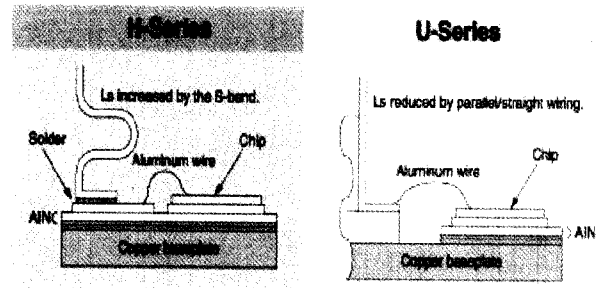 H-Series
Ls increased by the S-band.
Solder
Chip
Aluminum wire
AlN
Copper baseplate
U-Series
Ls reduced by parallel/straight wiring.
Chip
Aluminum wire
AlN
Copper baseplate